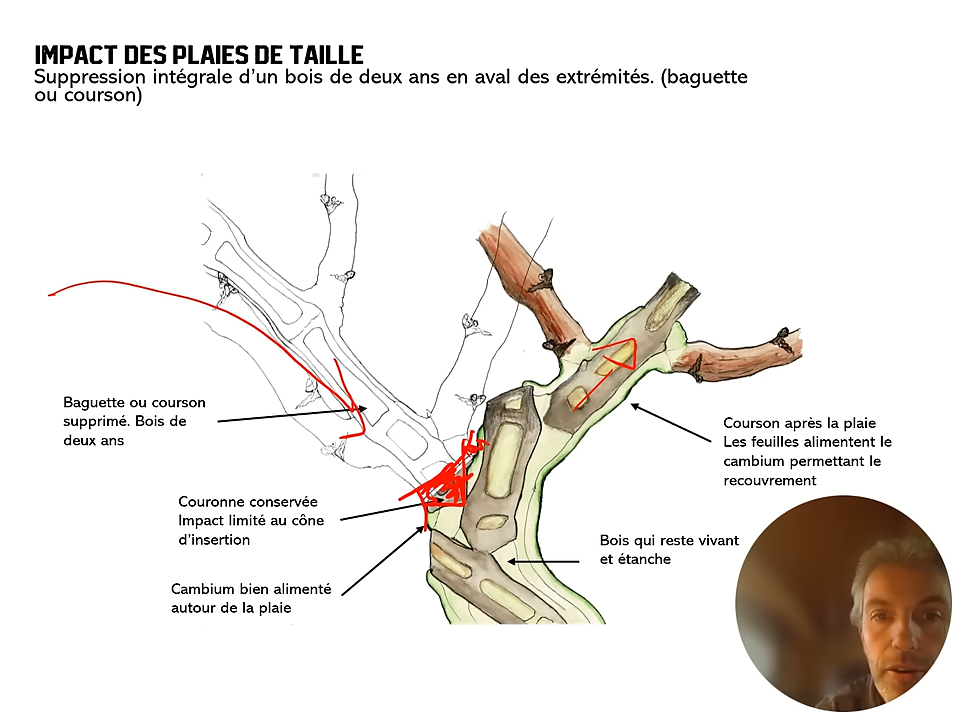 IMPACT DES PLAIES DE TAILLE
Suppression intégrale d'un bois de deux ans en aval des extrémités. (baguette
ou courson)
Baguette ou courson
supprimé. Bois de
deux ans
Courson après la plaie
Les feuilles alimentent le
cambium permettant le
recouvrement
Couronne conservée
Impact limité au cône
d'insertion
Bois qui reste vivant
et étanche
Cambium bien alimenté
autour de la plaie